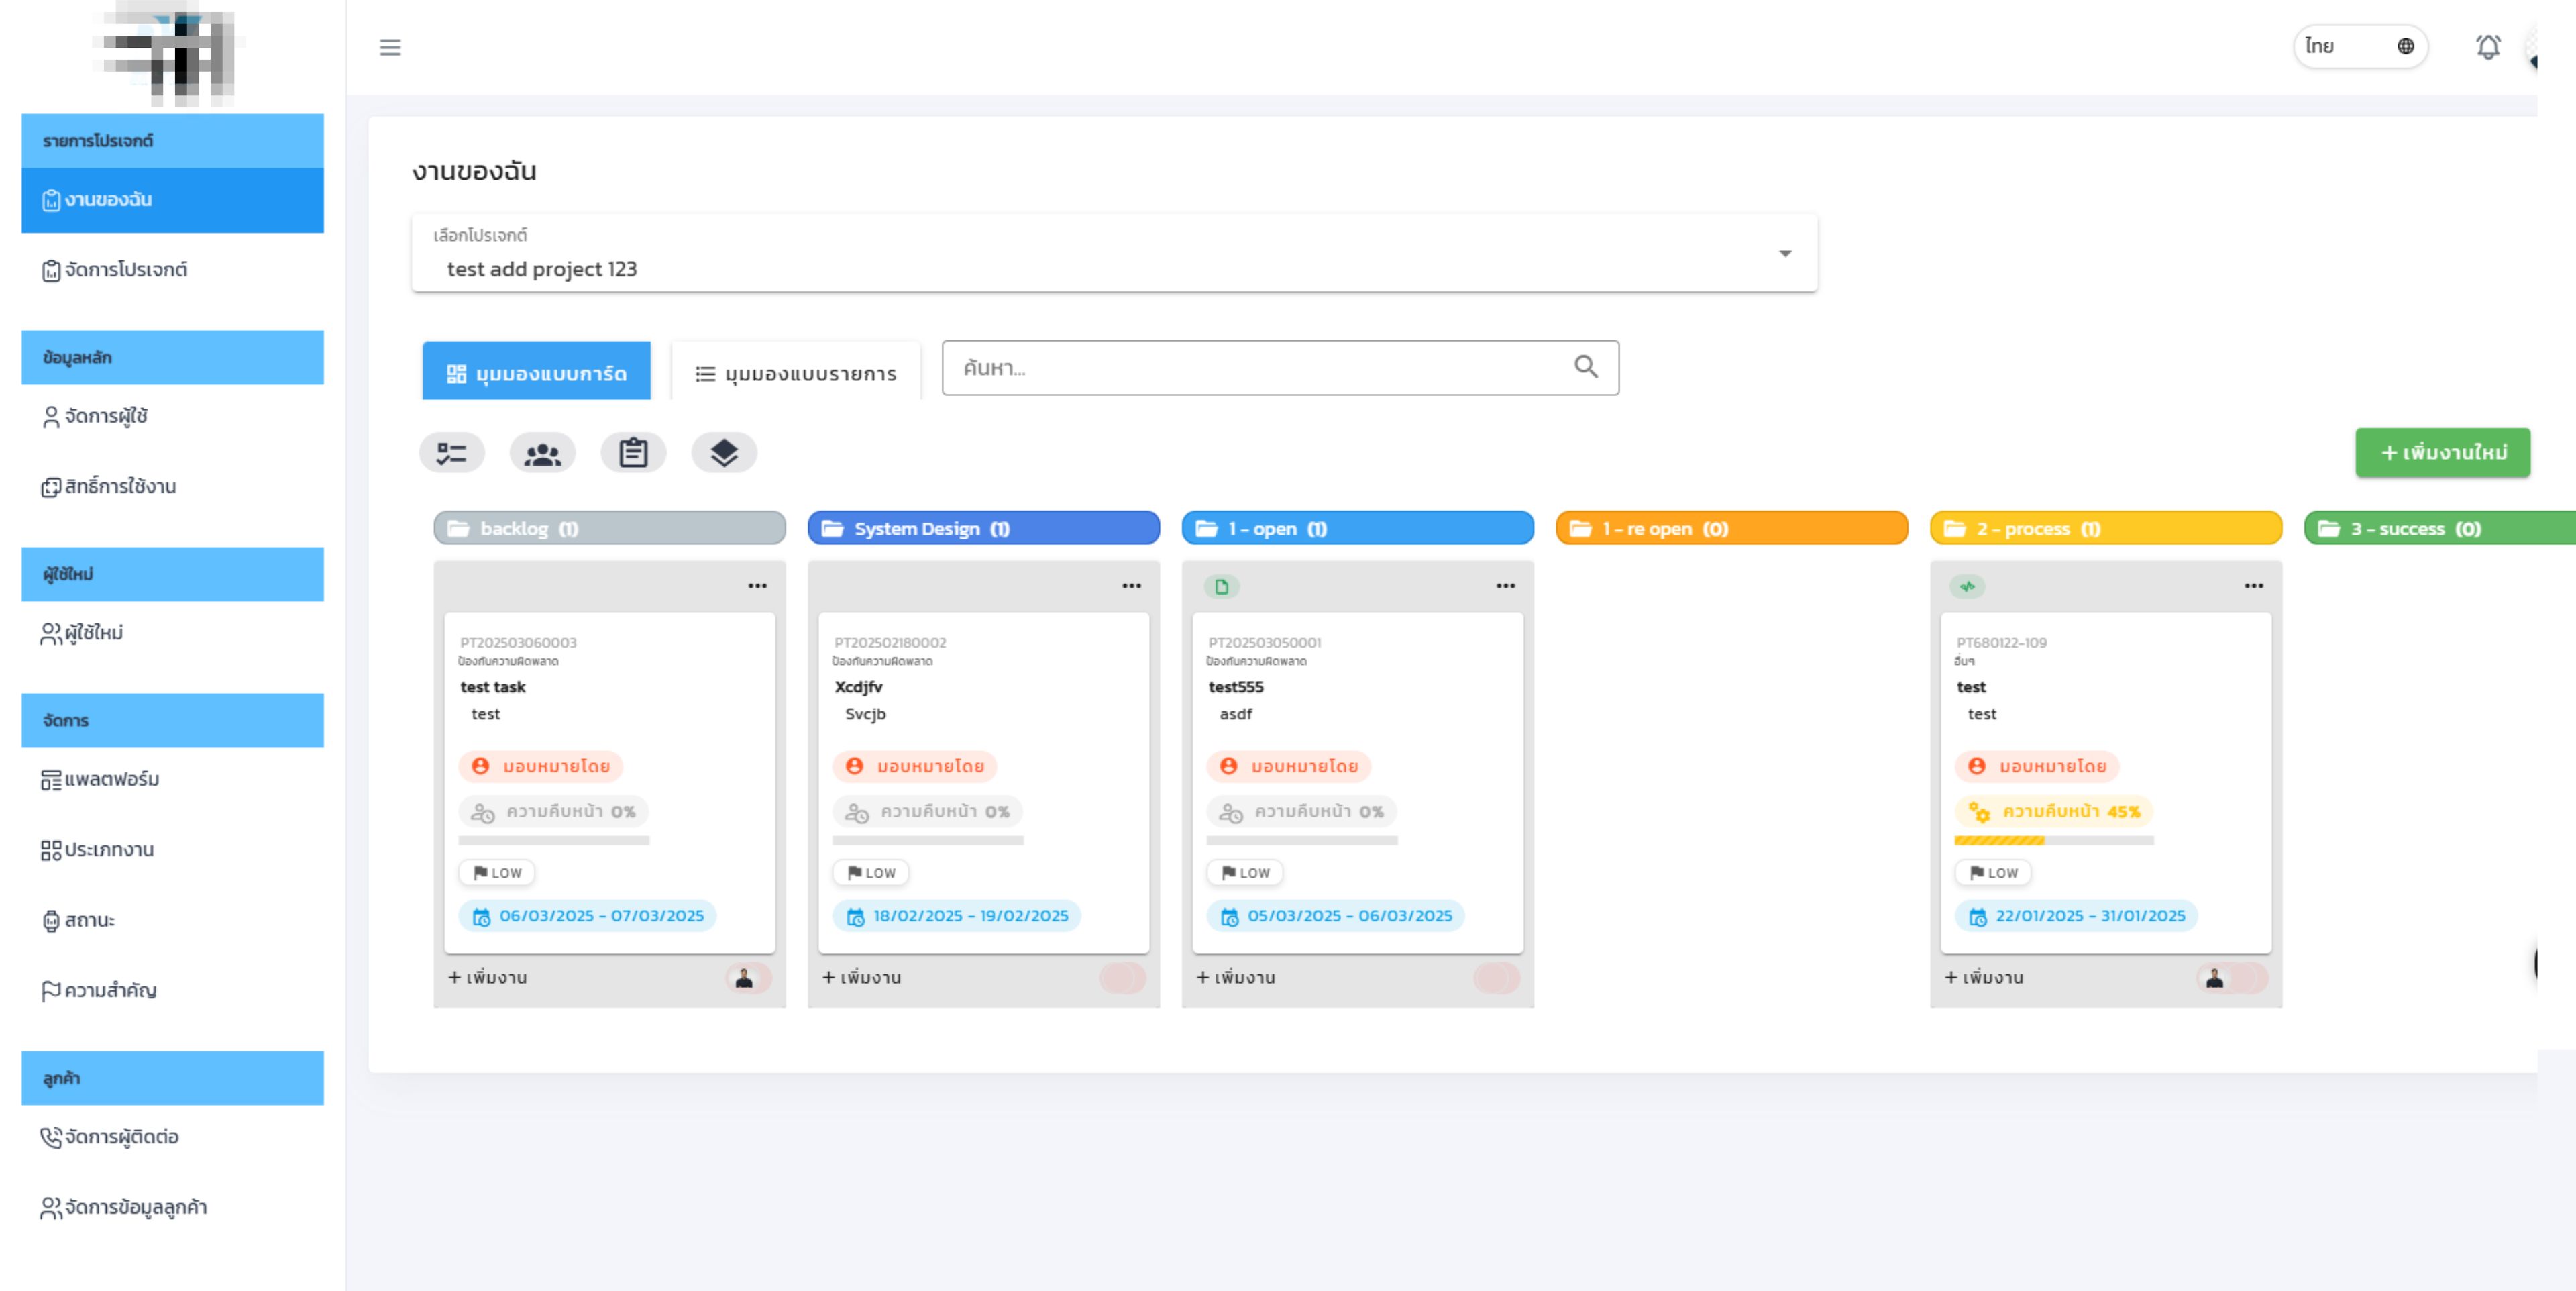 รายการโปรเจกต์
งานของฉัน
จัดการโปรเจกต์
ข้อมูลหลัก
จัดการผู้ใช้
สิทธิ์การใช้งาน
ผู้ใช้ใหม่
ผู้ใช้ใหม่
จัดการ
แพลตฟอร์ม
ประเภทงาน
สถานะ
ความสำคัญ
ลูกค้า
จัดการผู้ติดต่อ
จัดการข้อมูลลูกค้า
ไทย
งานของฉัน
เลือกโปรเจกต์
test add project 123
มุมมองแบบการ์ด
มุมมองแบบรายการ
ค้นหา...
+ เพิ่มงานใหม่
backlog (1)
PT202503060003
ป้องกันความผิดพลาด
test task
test
มอบหมายโดย
ความคืบหน้า 0%
LOW
06/03/2025 - 07/03/2025
+ เพิ่มงาน
System Design (1)
PT202502180002
ป้องกันความผิดพลาด
Xcdjfv
Svcjb
มอบหมายโดย
ความคืบหน้า 0%
LOW
18/02/2025 - 19/02/2025
+ เพิ่มงาน
1 - open (1)
PT202503050001
ป้องกันความผิดพลาด
test555
asdf
มอบหมายโดย
ความคืบหน้า 0%
LOW
05/03/2025 - 06/03/2025
+ เพิ่มงาน
1 - re open (0)
2 - process (1)
PT680122-109
อื่นๆ
test
test
มอบหมายโดย
ความคืบหน้า 45%
LOW
22/01/2025 - 31/01/2025
+ เพิ่มงาน
3 - success (0)